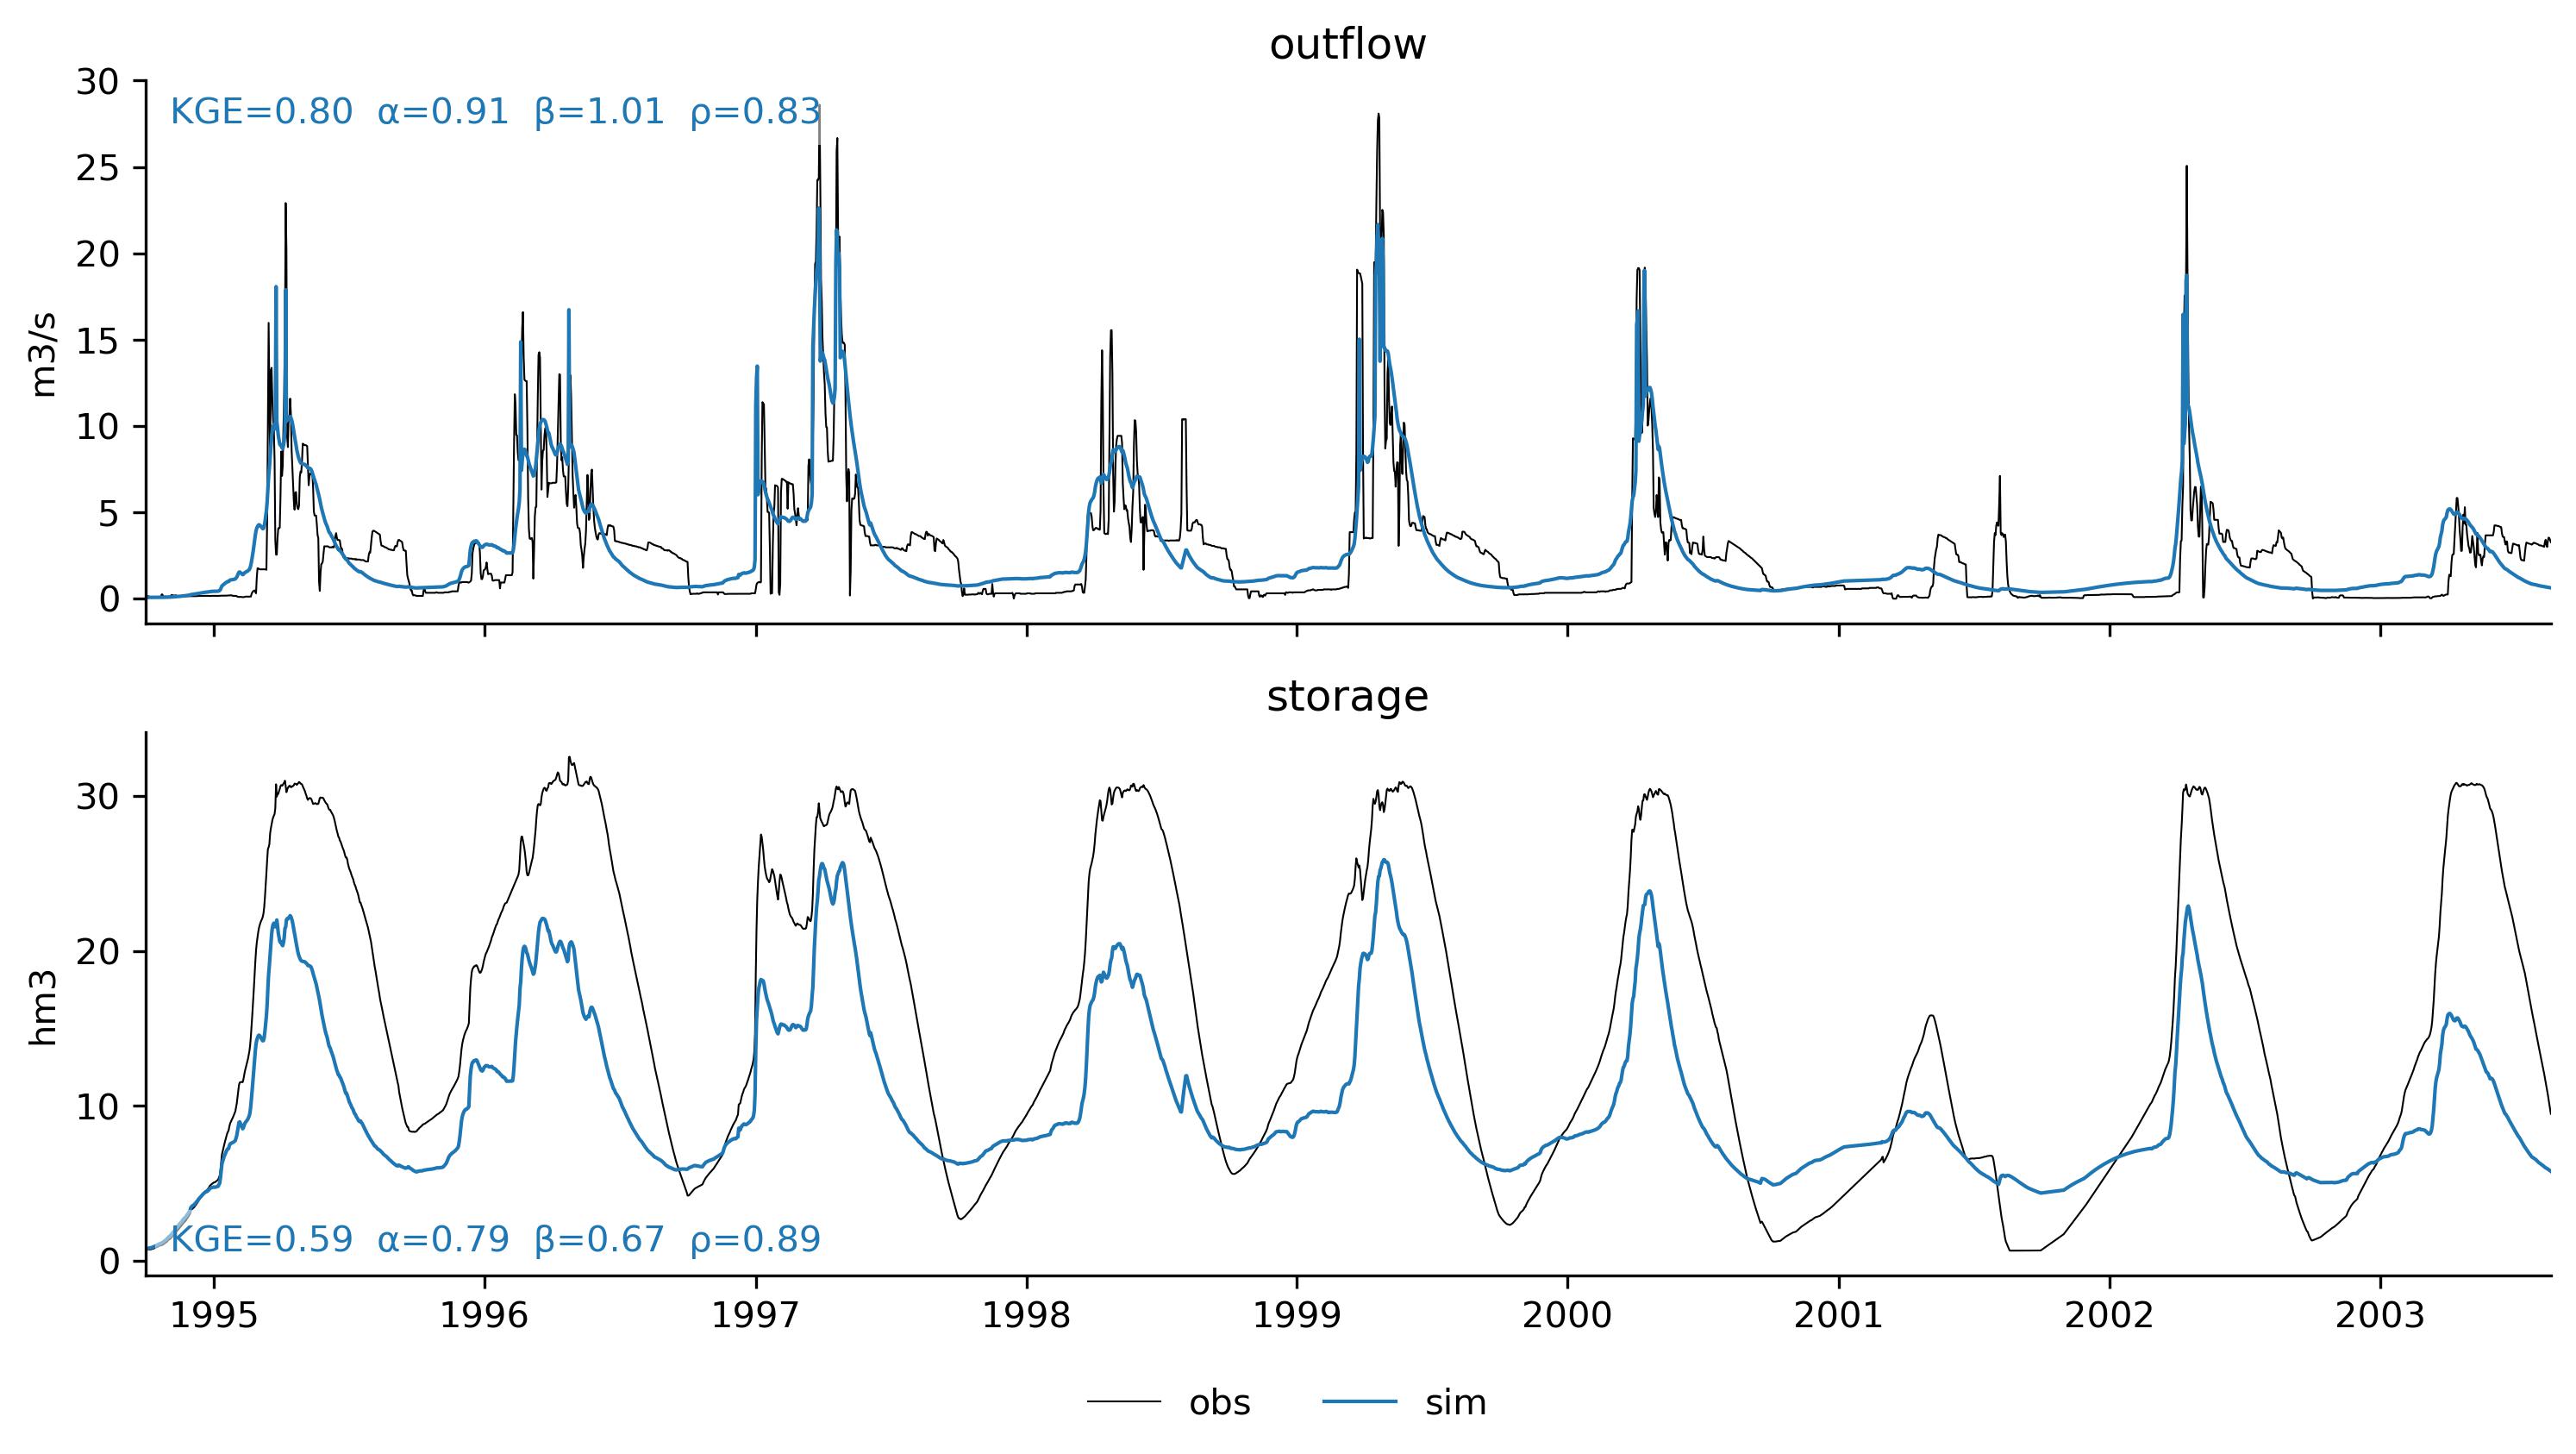 outflow
30
KGE=0.80 α=0.91 β=1.01 ρ=0.83
25
20
15
10
5
0
m3/s
storage
30
20
10
0
hm3
KGE=0.59 α=0.79 β=0.67 ρ=0.89
1995 1996 1997 1998 1999 2000 2001 2002 2003
obs sim